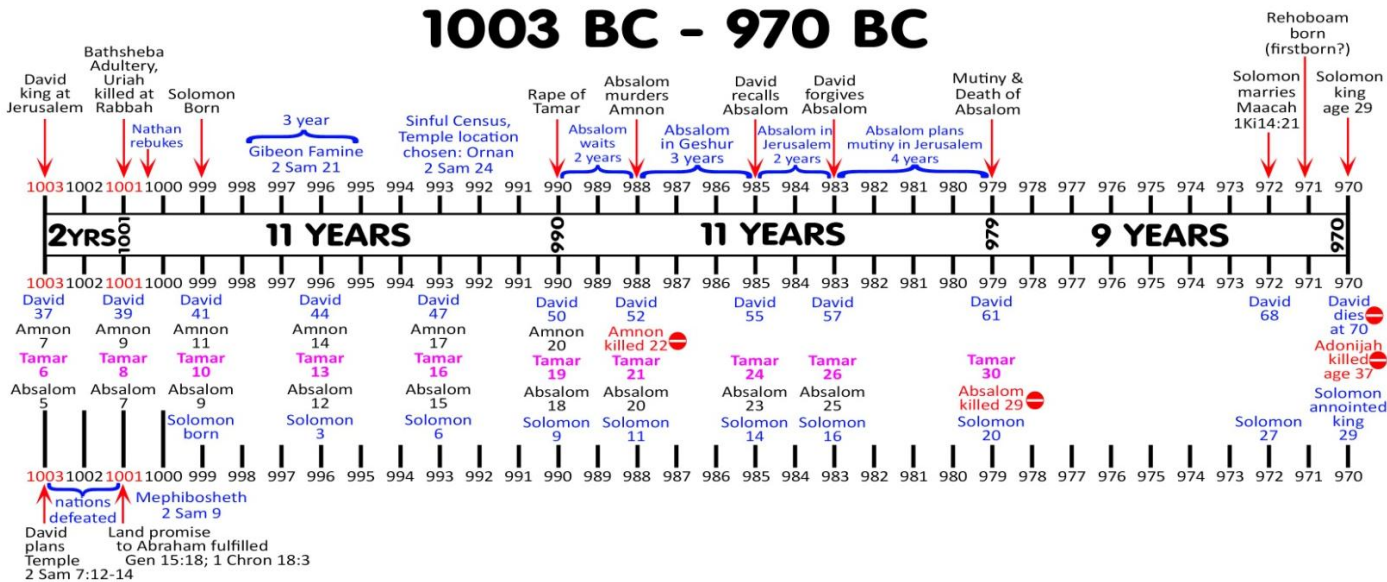 1003 BC - 970 BC
David
king at
Jerusalem
Bathsheba
Adultery,
Uriah
killed at
Rabbah
Nathan
rebukes
Solomon
Born
3 year
Gibeon Famine
2 Sam 21
Sinful Census,
Temple location
chosen: Ornan
2 Sam 24
Rape of
Tamar
Absalom
waits
2 years
Absalom
murders
Amnon
Absalom
in Geshur
3 years
David
recalls
Absalom
Absalom in
Jerusalem
2 years
David
forgives
Absalom
Absalom plans
mutiny in Jerusalem
4 years
Mutiny &
Death of
Absalom
Solomon
marries
Maacah
1Ki14:21
Rehoboam
born
(firstborn?)
Solomon
king
age 29
1003 1002 1001 1000 999 998 997 996 995 994 993 992 991 990 989 988 987 986 985 984 983 982 981 980 979 978 977 976 975 974 973 972 971 970
2YRS 1001 11 YEARS 990 11 YEARS 979 9 YEARS 970
1003 1002 1001 1000 999 998 997 996 995 994 993 992 991 990 989 988 987 986 985 984 983 982 981 980 979 978 977 976 975 974 973 972 971 970
David
37
Amnon
7
Tamar
6
Absalom
5
David
39
Amnon
9
Tamar
8
Absalom
7
David
41
Amnon
11
Tamar
10
Absalom
9
Solomon
born
David
44
Amnon
14
Tamar
13
Absalom
12
Solomon
3
David
47
Amnon
17
Tamar
16
Absalom
15
Solomon
6
David
50
Amnon
20
Tamar
19
Absalom
18
Solomon
9
David
52
Amnon
killed 22
Tamar
21
Absalom
20
Solomon
11
David
55
Tamar
24
Absalom
23
Solomon
14
David
57
Tamar
26
Absalom
25
Solomon
16
David
61
Tamar
30
Absalom
killed 29
Solomon
20
David
68
Solomon
27
David
dies
at 70
Adonijah
killed
age 37
Solomon
annointed
king
29
1003 1002 1001 1000 999 998 997 996 995 994 993 992 991 990 989 988 987 986 985 984 983 982 981 980 979 978 977 976 975 974 973 972 971 970
nations
defeated
Mephibosheth
2 Sam 9
David
plans
Temple
2 Sam 7:12-14
Land promise
to Abraham fulfilled
Gen 15:18; 1 Chron 18:3